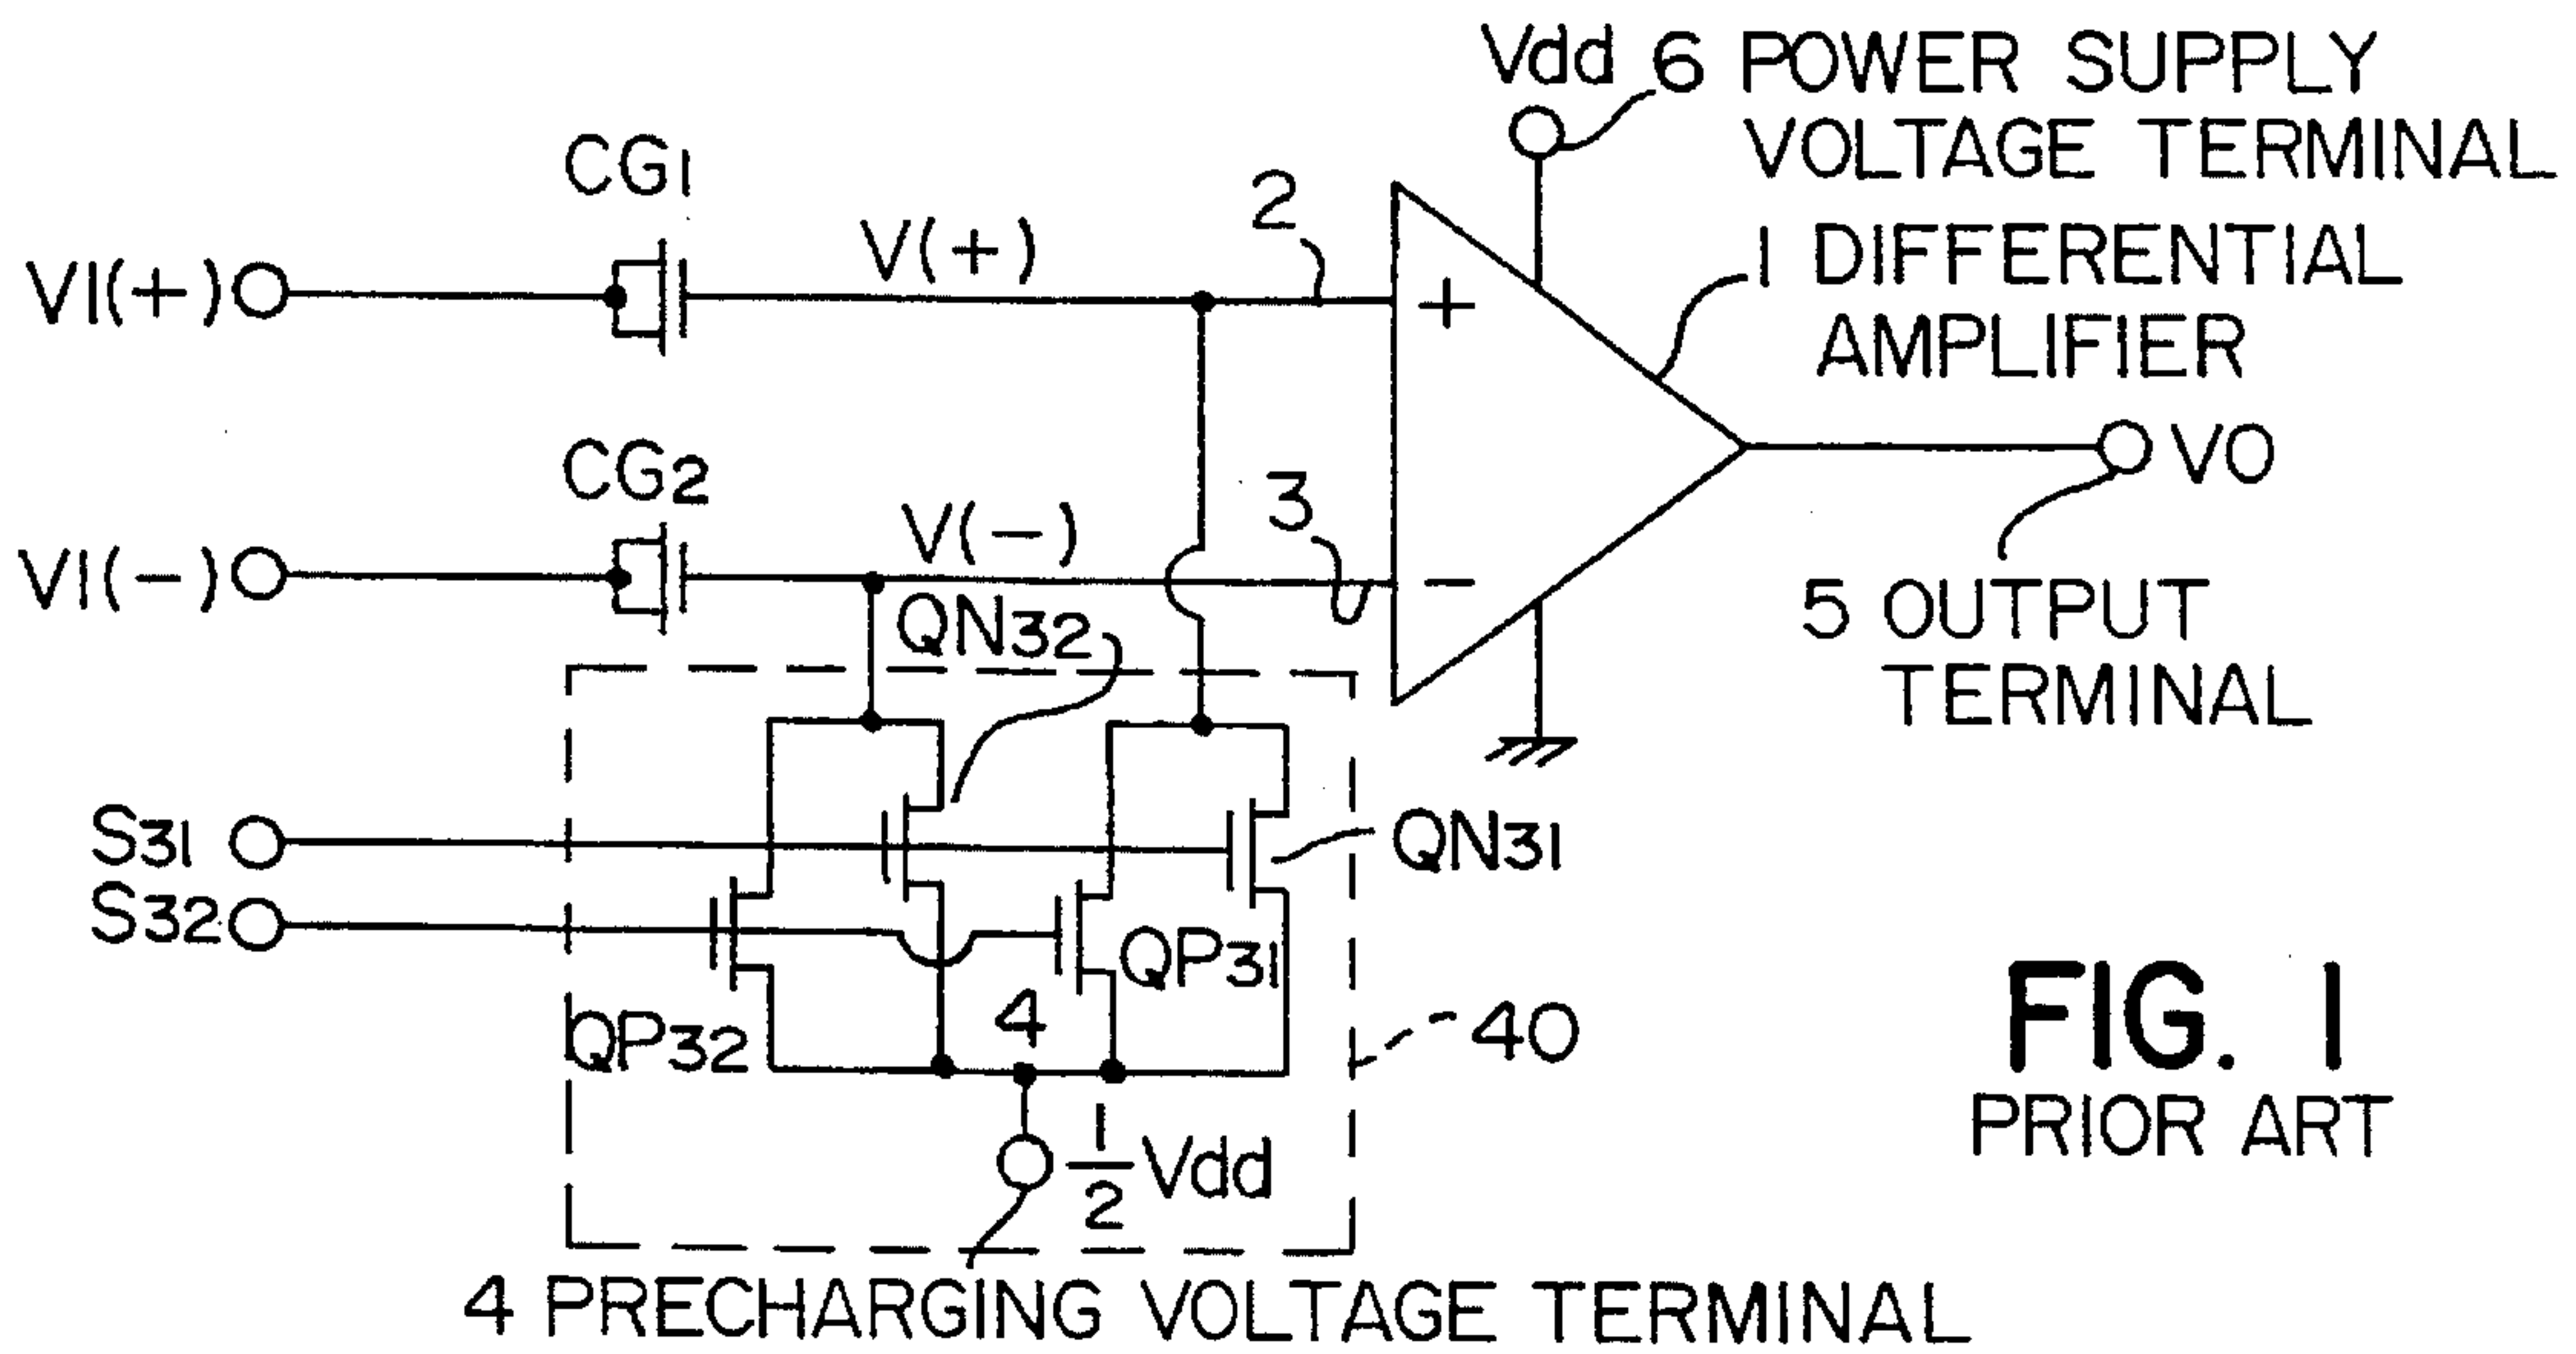 Vdd 6 POWER SUPPLY
VOLTAGE TERMINAL
CG1
2
V(+)
VI(+)
+
1 DIFFERENTIAL
AMPLIFIER
CG2
3
V(-)
VO
VI(-)
-
QN32
5 OUTPUT
TERMINAL
S31
QN31
S32
QP31
QP32
4
40
1/2 Vdd
4 PRECHARGING VOLTAGE TERMINAL
FIG. 1
PRIOR ART